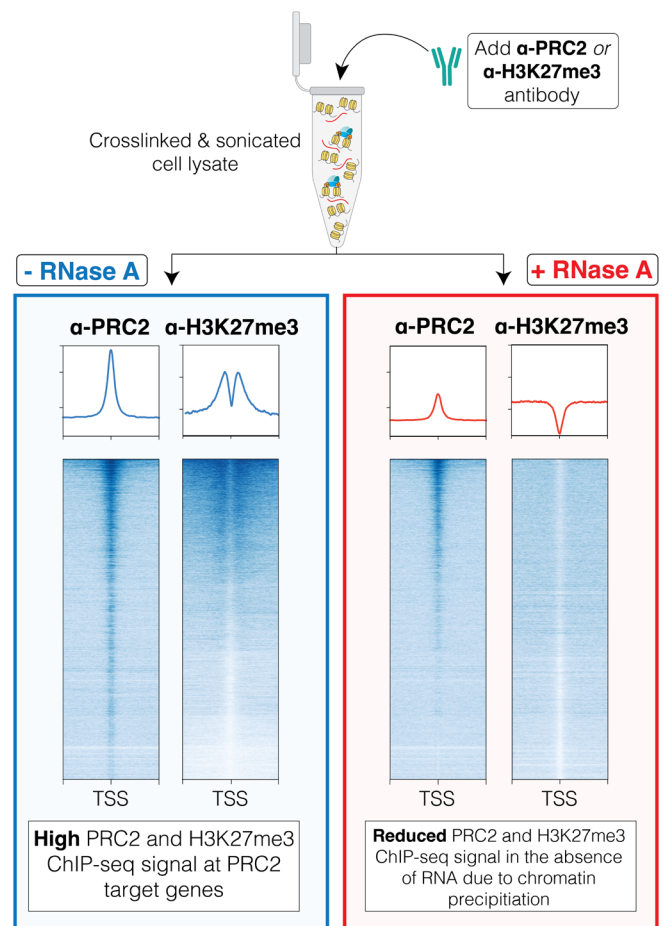 Add α-PRC2 or
α-H3K27me3
antibody
Crosslinked & sonicated
cell lysate
- RNase A
+ RNase A
α-PRC2 α-H3K27me3
α-PRC2 α-H3K27me3
TSS TSS
TSS TSS
High PRC2 and H3K27me3
ChIP-seq signal at PRC2
target genes
Reduced PRC2 and H3K27me3
ChIP-seq signal in the absence
of RNA due to chromatin
precipitiation